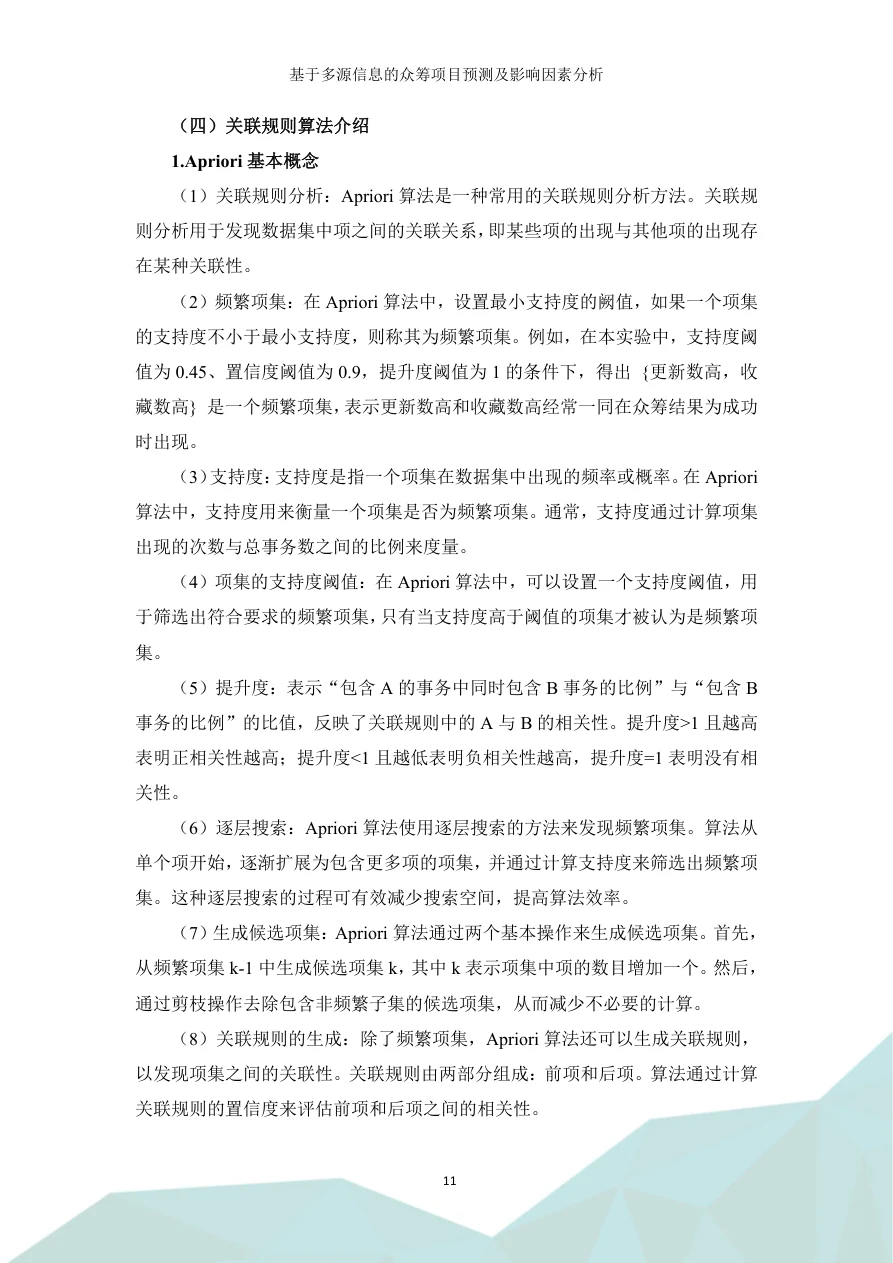 基于多源信息的众筹项目预测及影响因素分析
（四）关联规则算法介绍
1.Apriori 基本概念
（1）关联规则分析：Apriori 算法是一种常用的关联规则分析方法。关联规
则分析用于发现数据集中项之间的关联关系，即某些项的出现与其他项的出现存
在某种关联性。
（2）频繁项集：在 Apriori 算法中，设置最小支持度的阙值，如果一个项集
的支持度不小于最小支持度，则称其为频繁项集。例如，在本实验中，支持度阈
值为 0.45、置信度阈值为 0.9，提升度阈值为 1 的条件下，得出 {更新数高，收
藏数高} 是一个频繁项集，表示更新数高和收藏数高经常一同在众筹结果为成功
时出现。
（3）支持度：支持度是指一个项集在数据集中出现的频率或概率。在 Apriori
算法中，支持度用来衡量一个项集是否为频繁项集。通常，支持度通过计算项集
出现的次数与总事务数之间的比例来度量。
（4）项集的支持度阈值：在 Apriori 算法中，可以设置一个支持度阈值，用
于筛选出符合要求的频繁项集，只有当支持度高于阈值的项集才被认为是频繁项
集。
（5）提升度：表示“包含 A 的事务中同时包含 B 事务的比例”与“包含 B
事务的比例”的比值，反映了关联规则中的 A 与 B 的相关性。提升度>1 且越高
表明正相关性越高；提升度<1 且越低表明负相关性越高，提升度=1 表明没有相
关性。
（6）逐层搜索：Apriori 算法使用逐层搜索的方法来发现频繁项集。算法从
单个项开始，逐渐扩展为包含更多项的项集，并通过计算支持度来筛选出频繁项
集。这种逐层搜索的过程可有效减少搜索空间，提高算法效率。
（7）生成候选项集：Apriori 算法通过两个基本操作来生成候选项集。首先，
从频繁项集 k-1 中生成候选项集 k，其中 k 表示项集中项的数目增加一个。然后，
通过剪枝操作去除包含非频繁子集的候选项集，从而减少不必要的计算。
（8）关联规则的生成：除了频繁项集，Apriori 算法还可以生成关联规则，
以发现项集之间的关联性。关联规则由两部分组成：前项和后项。算法通过计算
关联规则的置信度来评估前项和后项之间的相关性。
11